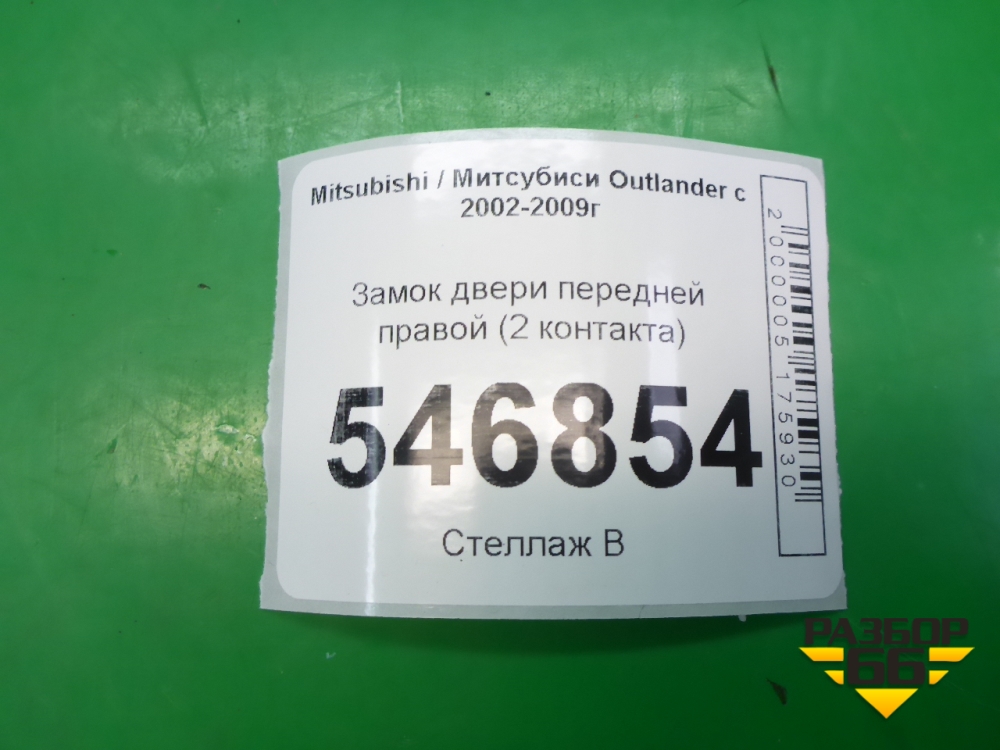 Mitsubishi / Митсубиси Outlander с
2002-2009г
Замок двери передней
правой (2 контакта)
546854
Стеллаж В
2000005175930
РАЗБОР
66